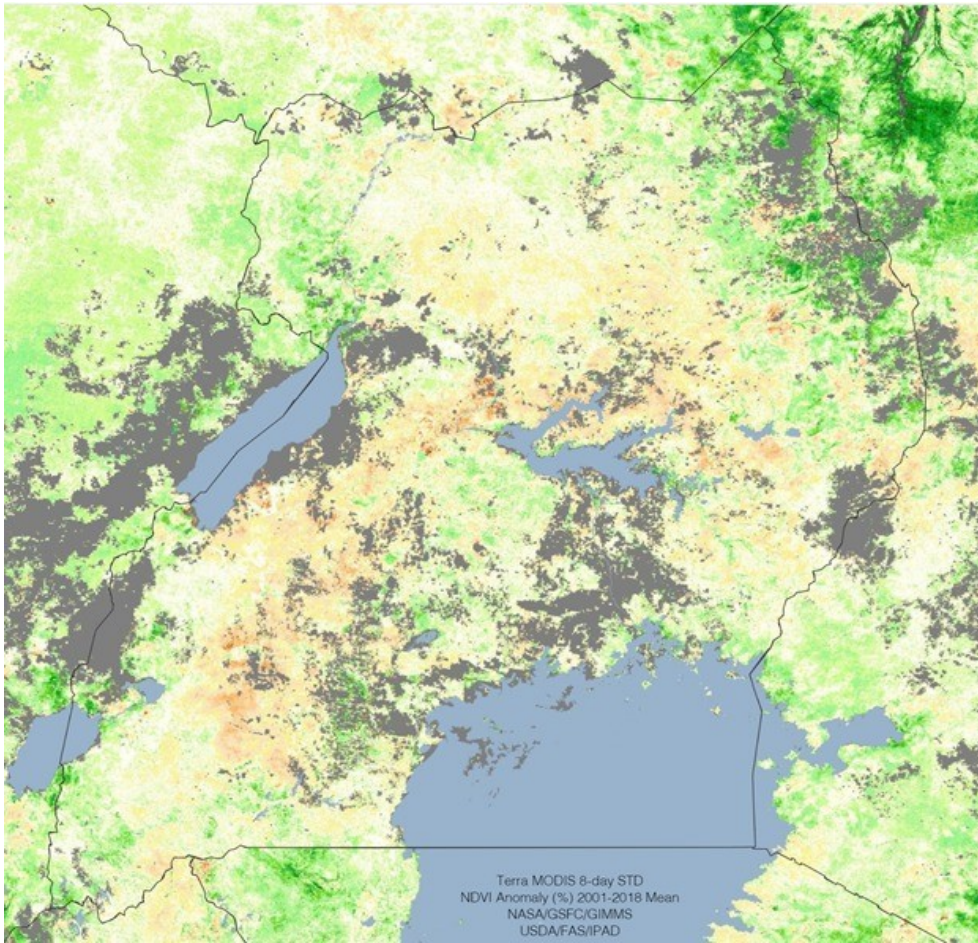 Terra MODIS 8-day STD
NDVI Anomaly (%) 2001-2018 Mean
NASA/GSFC/GIMMS
USDA/FAS/IPAD